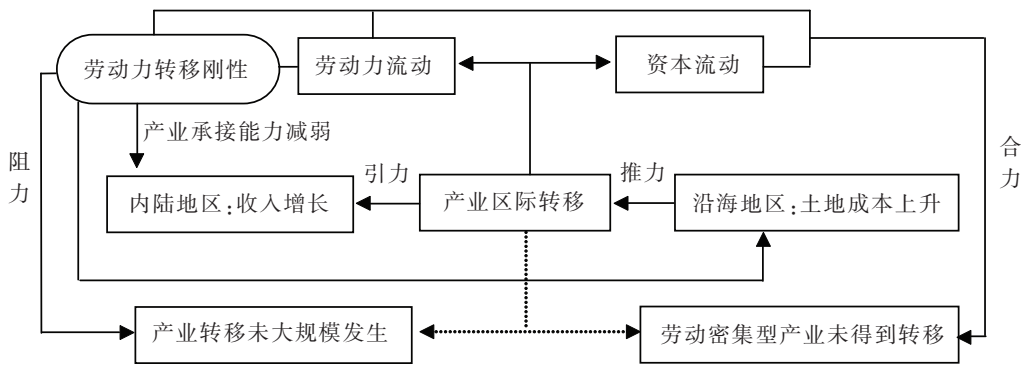 劳动力转移刚性
劳动力流动
资本流动
产业承接能力减弱
阻力
合力
引力
推力
内陆地区:收入增长
产业区际转移
沿海地区:土地成本上升
产业转移未大规模发生
劳动密集型产业未得到转移